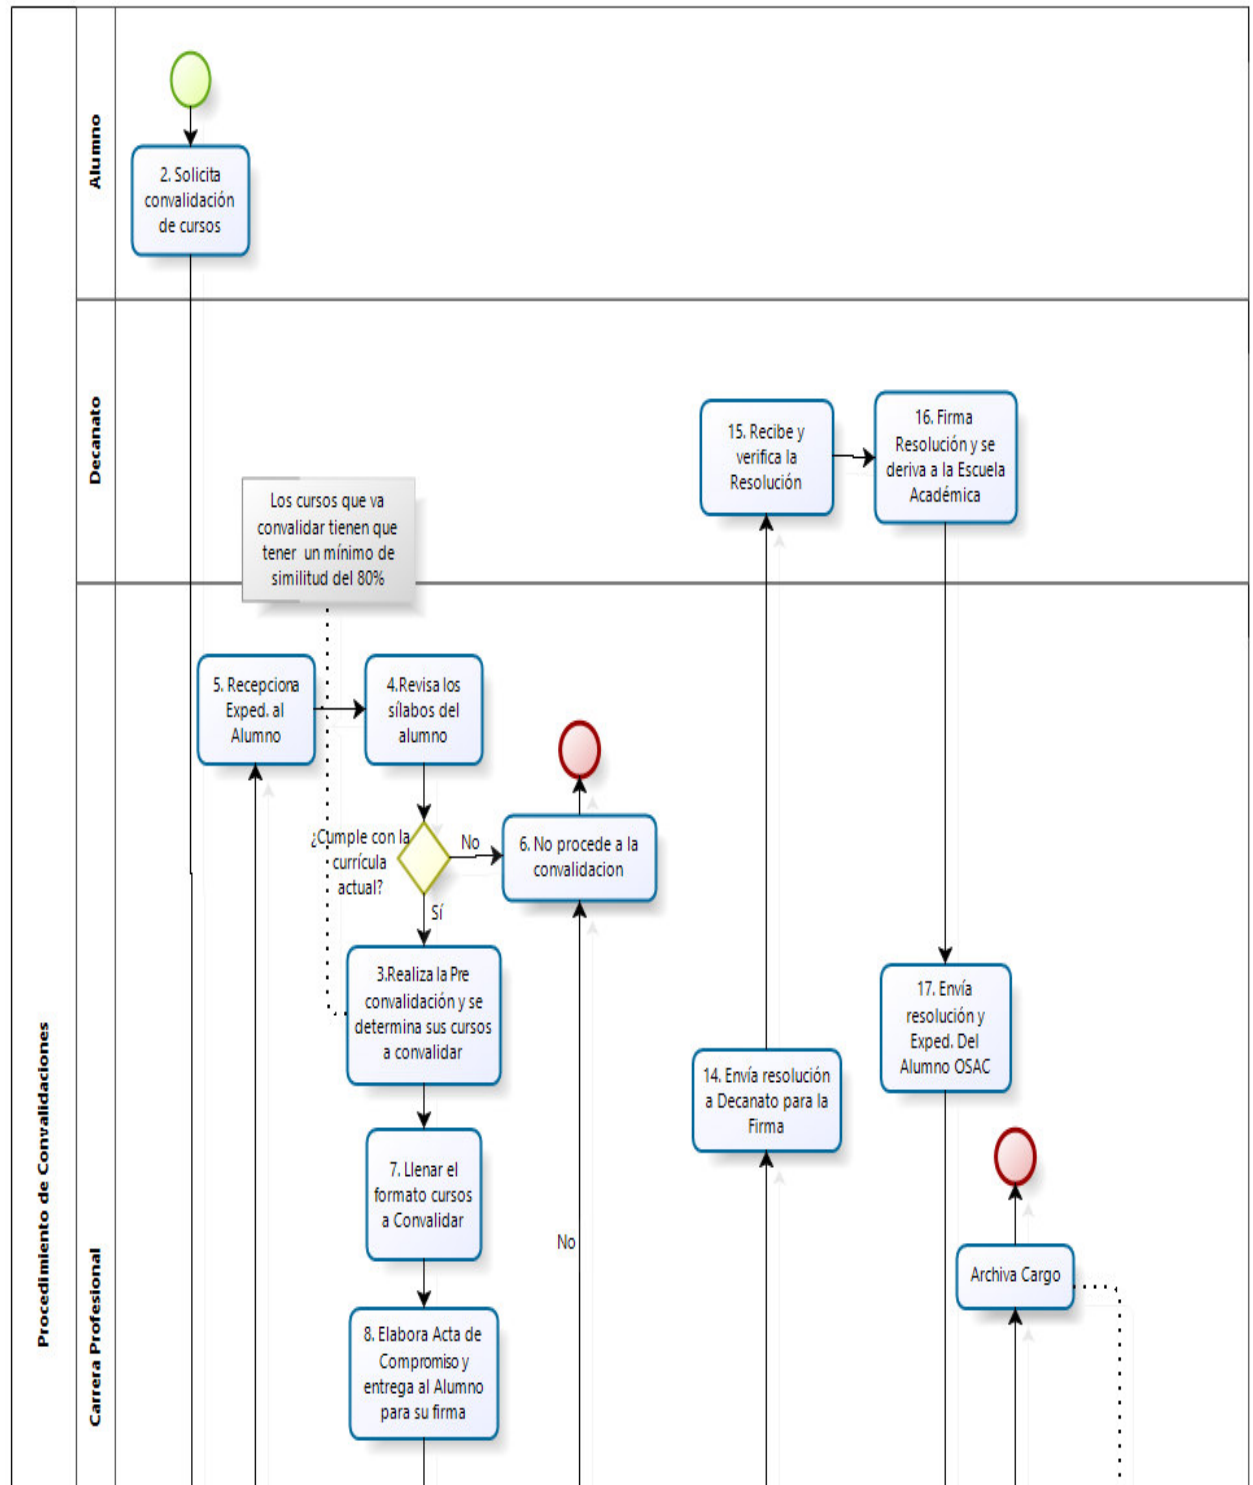 Procedimiento de Convalidaciones
Alumno
2. Solicita
convalidación
de cursos
Decanato
Los cursos que va
convalidar tienen que
tener un mínimo de
similitud del 80%
15. Recibe y
verifica la
Resolución
16. Firma
Resolución y se
deriva a la Escuela
Académica
Carrera Profesional
5. Recepciona
Exped. al
Alumno
4.Revisa los
sílabos del
alumno
¿Cumple con la
currícula
actual?
No
6. No procede a la
convalidacion
Sí
3.Realiza la Pre
convalidación y se
determina sus cursos
a convalidar
17. Envía
resolución y
Exped. Del
Alumno OSAC
14. Envía resolución
a Decanato para la
Firma
7. Llenar el
formato cursos
a Convalidar
No
Archiva Cargo
8. Elabora Acta de
Compromiso y
entrega al Alumno
para su firma